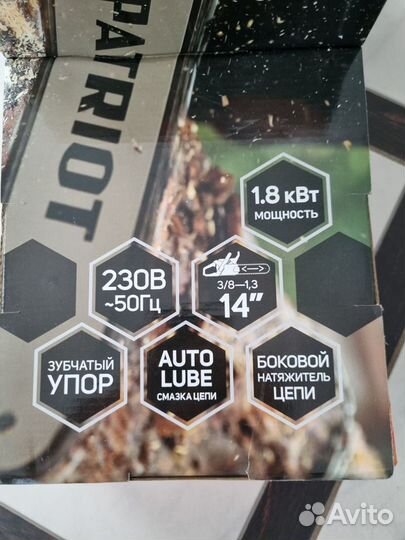 PATRIOT
1.8 кВт
МОЩНОСТЬ
230В
~50Гц
3/8—1,3
14”
ЗУБЧАТЫЙ
УПОР
AUTO
LUBE
СМАЗКА ЦЕПИ
БОКОВОЙ
НАТЯЖИТЕЛЬ
ЦЕПИ
Avito